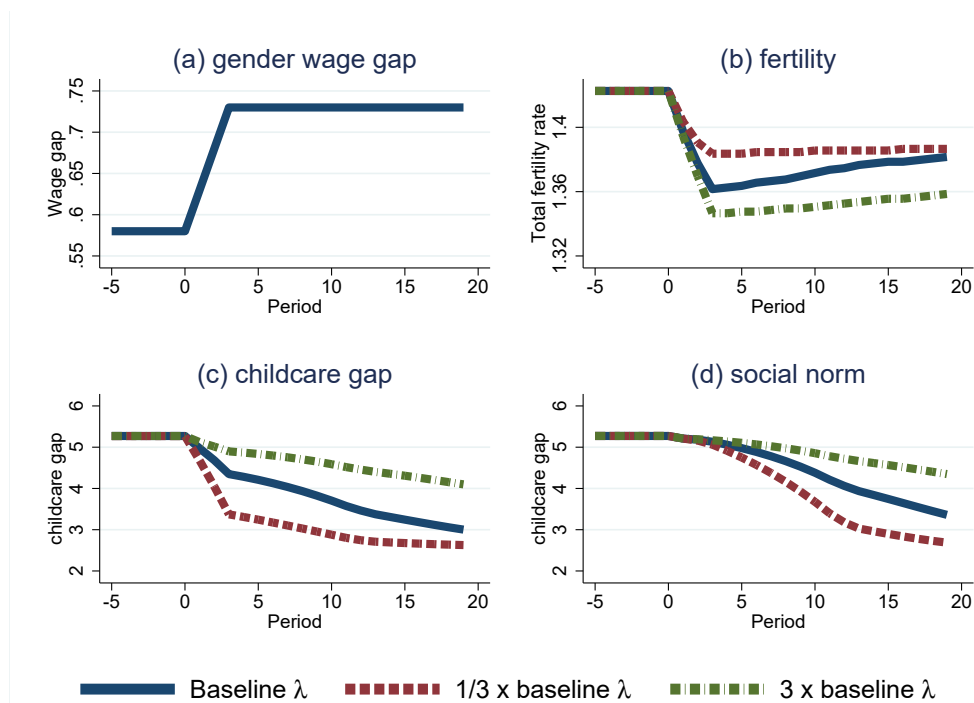 (a) gender wage gap
Wage gap
.75
.7
.65
.6
.55
-5 0 5 10 15 20
Period
(b) fertility
Total fertility rate
1.4
1.36
1.32
-5 0 5 10 15 20
Period
(c) childcare gap
childcare gap
6
5
4
3
2
-5 0 5 10 15 20
Period
(d) social norm
childcare gap
6
5
4
3
2
-5 0 5 10 15 20
Period
Baseline λ 1/3 x baseline λ 3 x baseline λ